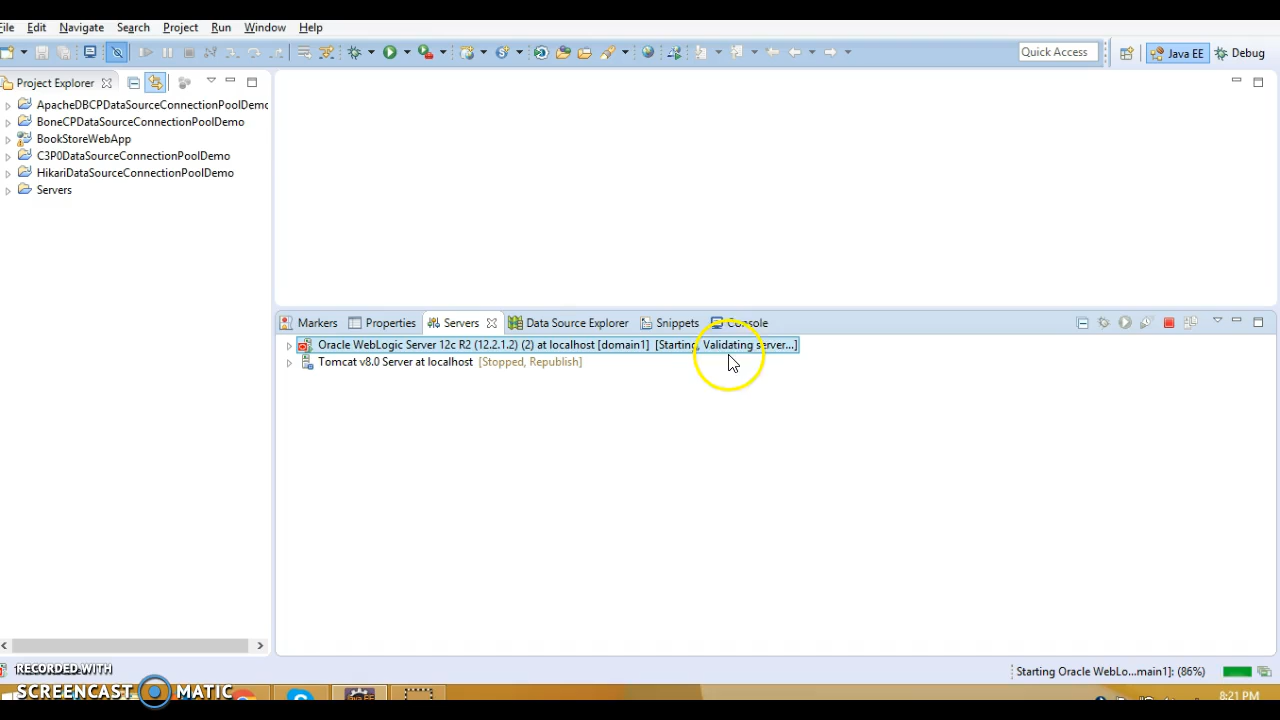 File Edit Navigate Search Project Run Window Help
Quick Access
Java EE
Debug
Project Explorer
ApacheDBCPDataSourceConnectionPoolDemo
BoneCPDataSourceConnectionPoolDemo
BookStoreWebApp
C3P0DataSourceConnectionPoolDemo
HikariDataSourceConnectionPoolDemo
Servers
Markers Properties Servers Data Source Explorer Snippets Console
Oracle WebLogic Server 12c R2 (12.2.1.2) (2) at localhost [domain1] [Starting, Validating server...]
Tomcat v8.0 Server at localhost [Stopped, Republish]
Starting Oracle WebLo...main1]: (86%)
RECORDED WITH
SCREENCAST MATIC
8:21 PM